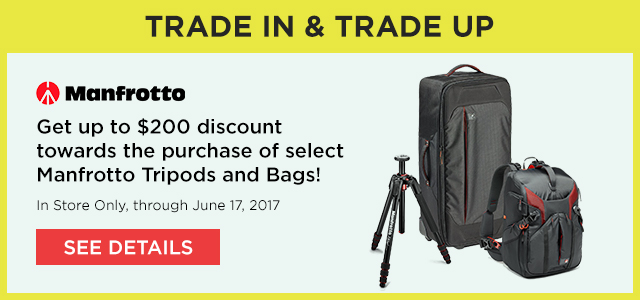 TRADE IN & TRADE UP
Manfrotto
Get up to $200 discount
towards the purchase of select
Manfrotto Tripods and Bags!
In Store Only, through June 17, 2017
SEE DETAILS